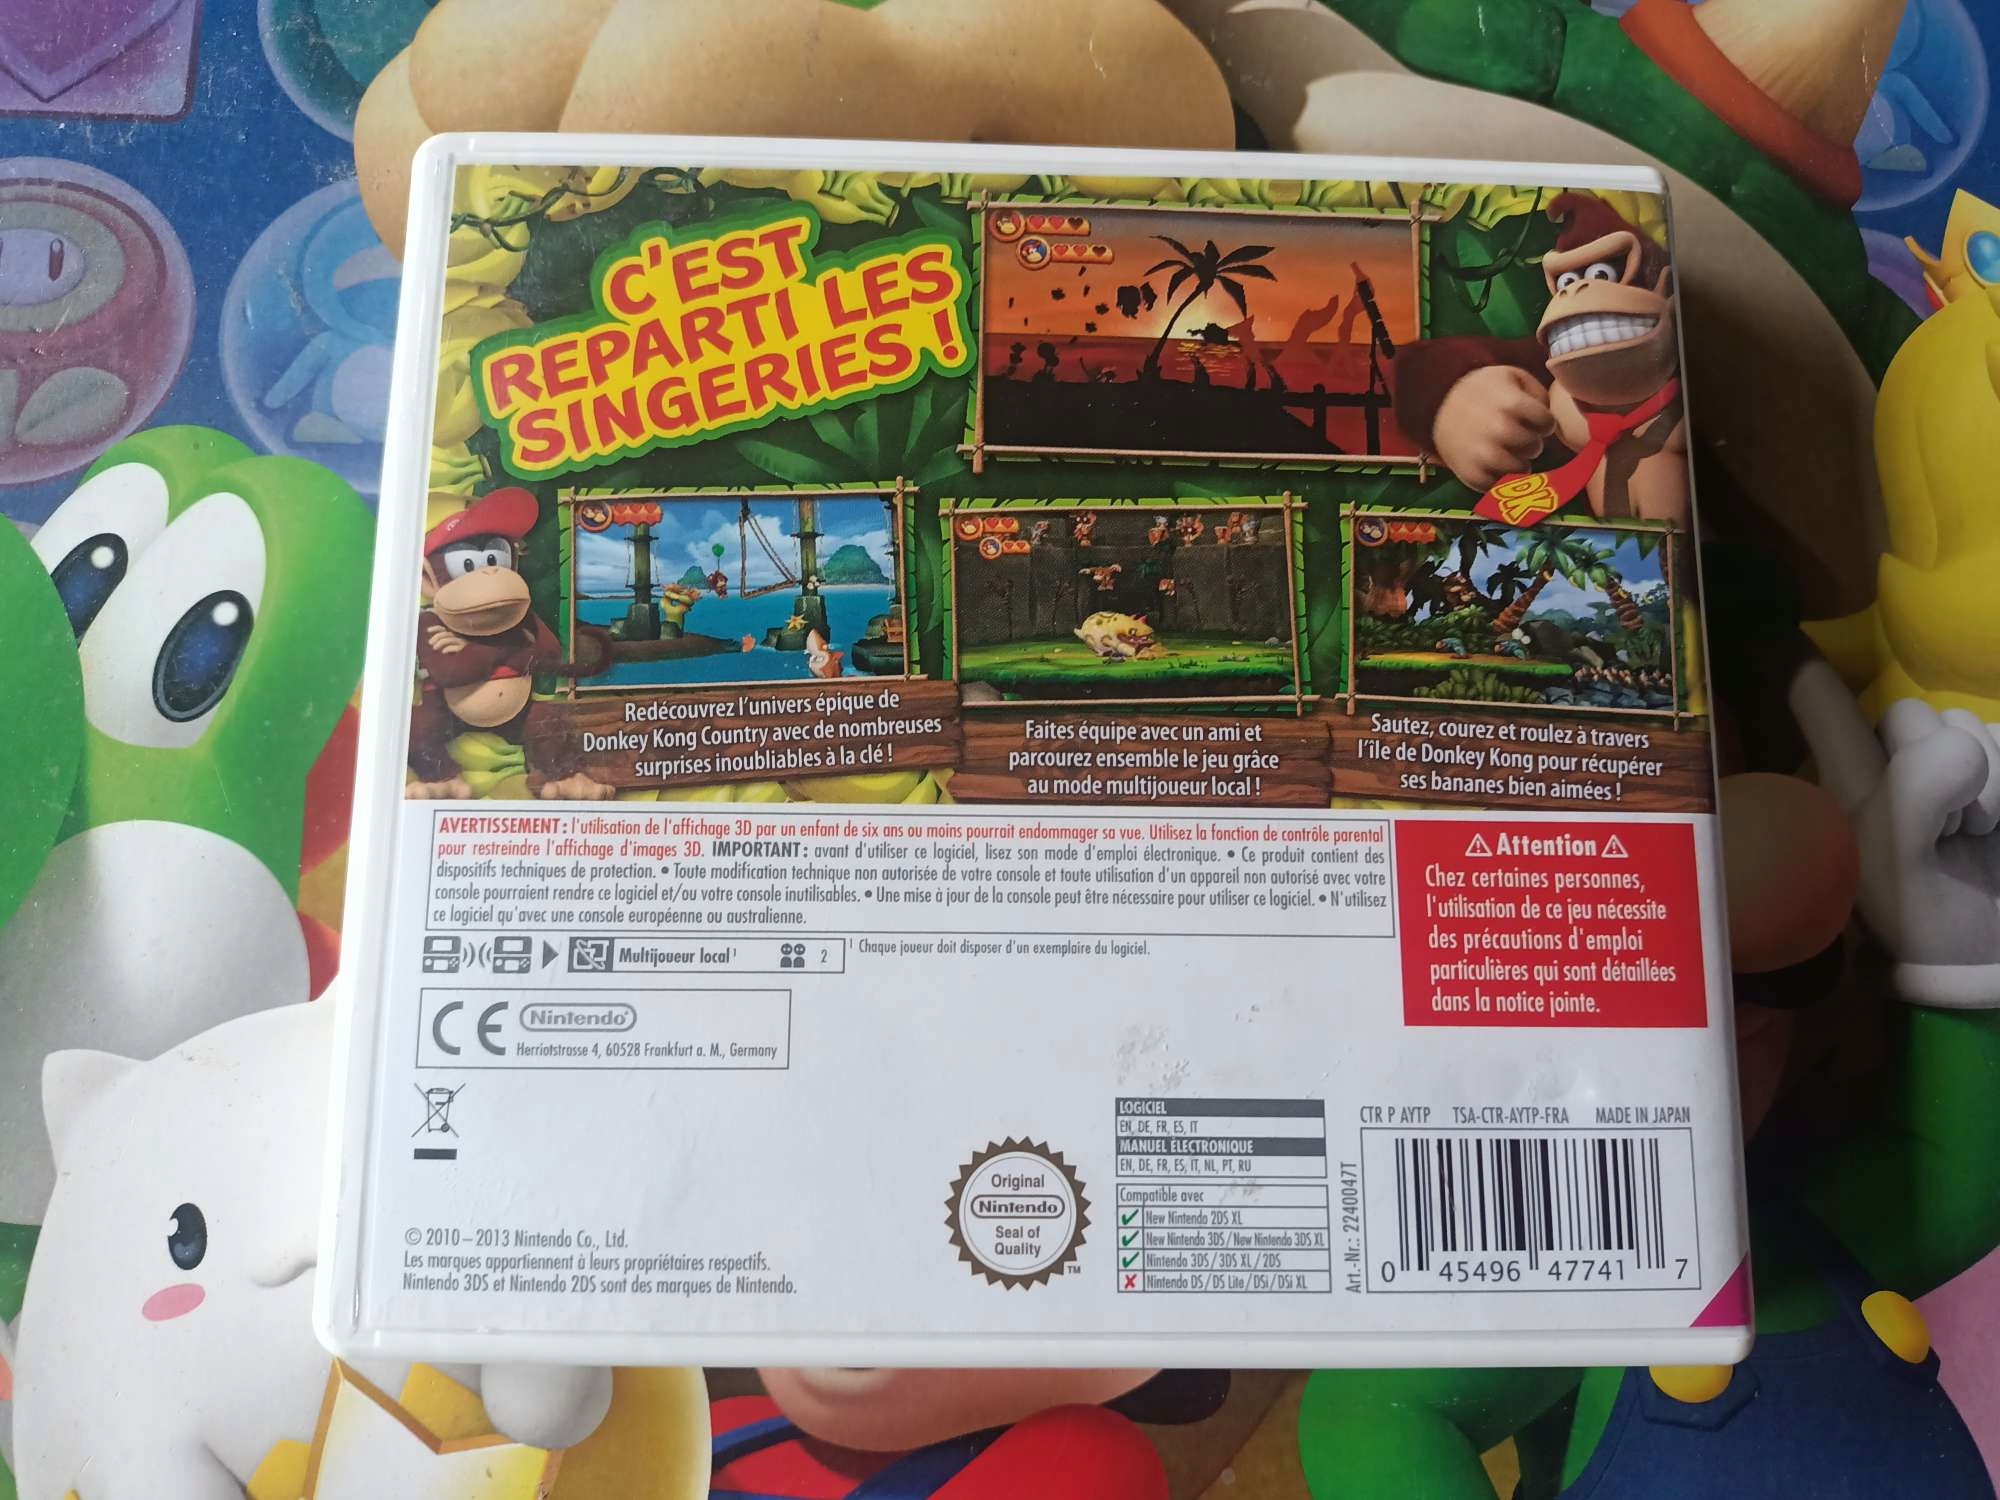 C'EST
REPARTI LES
SINGERIES !
DK
Redécouvrez l'univers épique de
Donkey Kong Country avec de nombreuses
surprises inoubliables à la clé !
Faites équipe avec un ami et
parcourez ensemble le jeu grâce
au mode multijoueur local !
Sautez, courez et roulez à travers
l'île de Donkey Kong pour récupérer
ses bananes bien aimées !
AVERTISSEMENT : l'utilisation de l'affichage 3D par un enfant de six ans ou moins pourrait endommager sa vue. Utilisez la fonction de contrôle parental
pour restreindre l'affichage d'images 3D. IMPORTANT : avant d'utiliser ce logiciel, lisez son mode d'emploi électronique. • Ce produit contient des
dispositifs techniques de protection. • Toute modification technique non autorisée de votre console et toute utilisation d'un appareil non autorisé avec votre
console pourraient rendre ce logiciel et/ou votre console inutilisables. • Une mise à jour de la console peut être nécessaire pour utiliser ce logiciel. • N'utilisez
ce logiciel qu'avec une console européenne ou australienne.
Attention
Chez certaines personnes,
l'utilisation de ce jeu nécessite
des précautions d'emploi
particulières qui sont détaillées
dans la notice jointe.
Multijoueur local¹ 2
¹ Chaque joueur doit disposer d'un exemplaire du logiciel.
CE Nintendo
Herriotstrasse 4, 60528 Frankfurt a. M., Germany
© 2010 – 2013 Nintendo Co., Ltd.
Les marques appartiennent à leurs propriétaires respectifs.
Nintendo 3DS et Nintendo 2DS sont des marques de Nintendo.
Original
Nintendo
Seal of
Quality
TM
LOGICIEL
EN, DE, FR, ES, IT
MANUEL ÉLECTRONIQUE
EN, DE, FR, ES, IT, NL, PT, RU
Compatible avec
New Nintendo 2DS XL
New Nintendo 3DS / New Nintendo 3DS XL
Nintendo 3DS / 3DS XL / 2DS
Nintendo DS / DS Lite / DSi / DSi XL
CTR P AYTP TSA-CTR-AYTP-FRA MADE IN JAPAN
Art.-Nr.: 2240047T
0 45496 47741 7